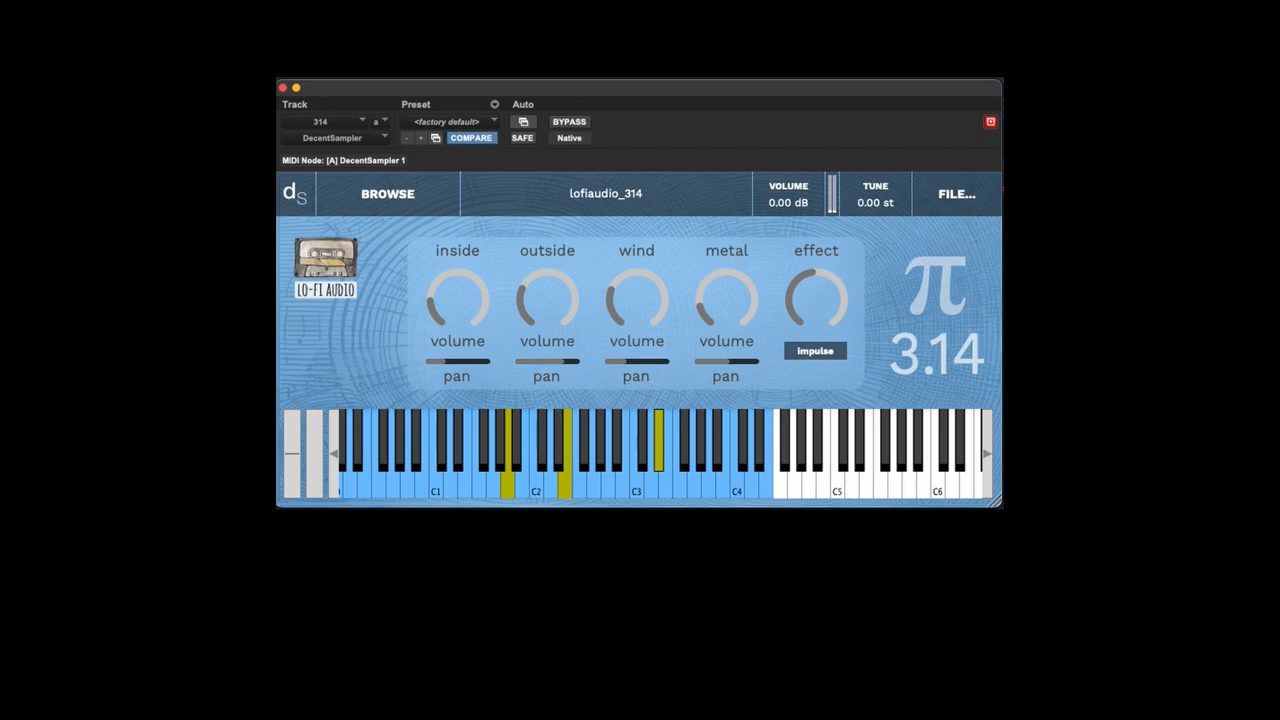 Track
Preset
Auto
314
a
<factory default>
BYPASS
DecentSampler
-
+
COMPARE
SAFE
Native
MIDI Node: [A] DecentSampler 1
ds
BROWSE
lofiaudio_314
VOLUME
0.00 dB
TUNE
0.00 st
FILE...
LO-FI AUDIO
inside
outside
wind
metal
effect
volume
volume
volume
volume
impulse
pan
pan
pan
pan
π
3.14
C1
C2
C3
C4
C5
C6